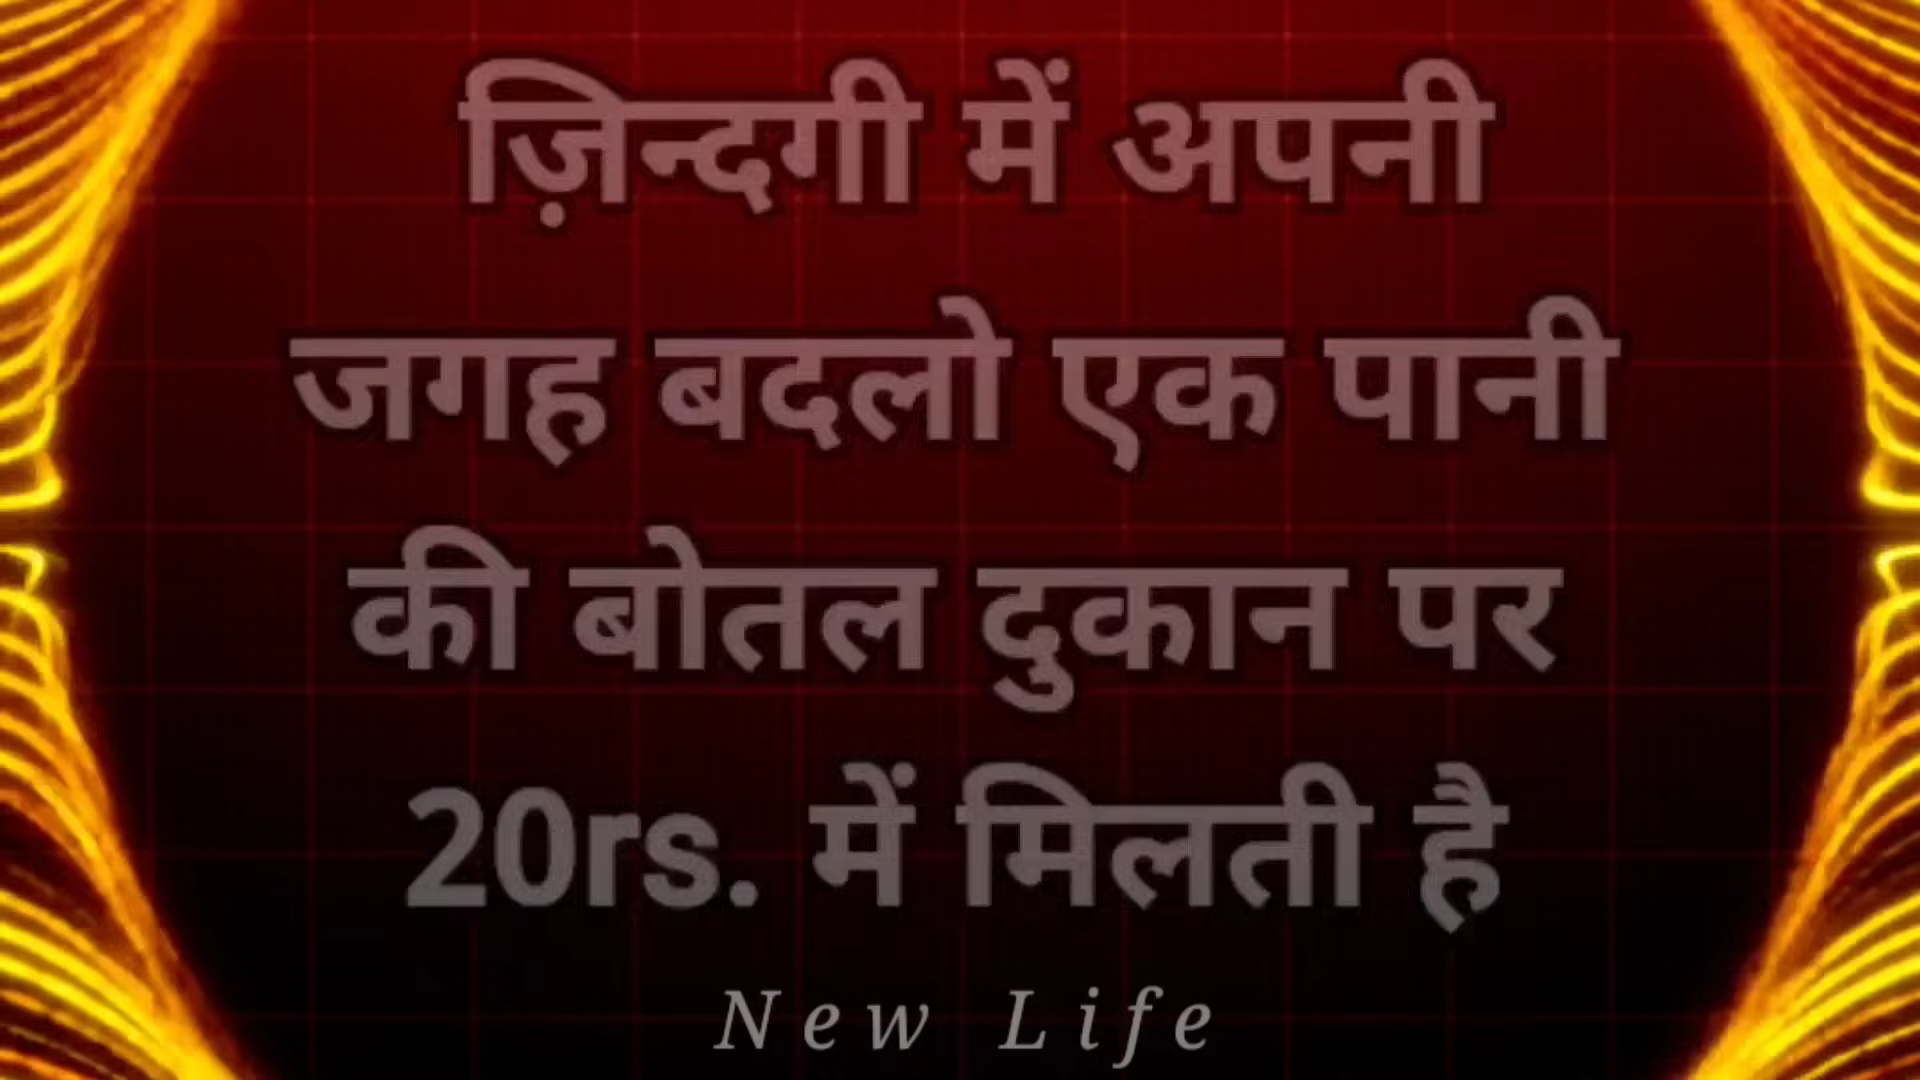 ज़िन्दगी में अपनी
जगह बदलो एक पानी
की बोतल दुकान पर
20rs. में मिलती है
New Life